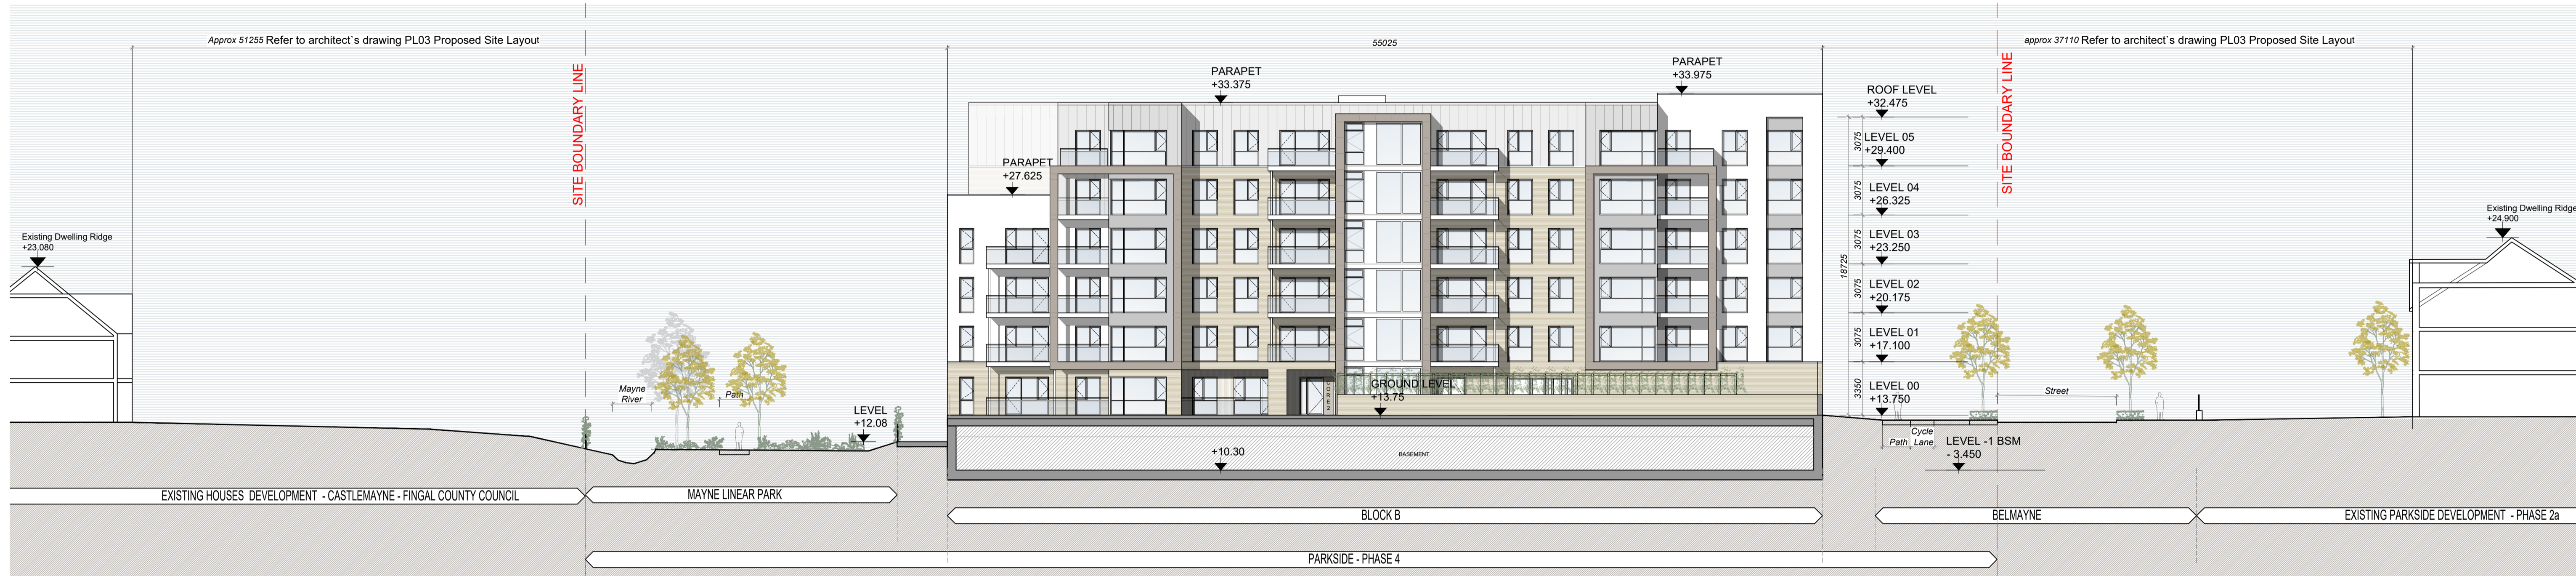 Approx 51255 Refer to architect`s drawing PL03 Proposed Site Layout
55025
approx 37110 Refer to architect`s drawing PL03 Proposed Site Layout
SITE BOUNDARY LINE
SITE BOUNDARY LINE
PARAPET
+33.375
PARAPET
+33.975
PARAPET
+27.625
ROOF LEVEL
+32.475
3075
LEVEL 05
+29.400
3075
LEVEL 04
+26.325
3075
LEVEL 03
+23.250
18725
3075
LEVEL 02
+20.175
3075
LEVEL 01
+17.100
3350
LEVEL 00
+13.750
Existing Dwelling Ridge
+23,080
Existing Dwelling Ridge
+24,900
Mayne
River
Path
LEVEL
+12.08
CORE 2
GROUND LEVEL
+13.75
Street
Cycle
Path Lane
LEVEL -1 BSM
- 3.450
+10.30
BASEMENT
EXISTING HOUSES DEVELOPMENT - CASTLEMAYNE - FINGAL COUNTY COUNCIL
MAYNE LINEAR PARK
BLOCK B
BELMAYNE
EXISTING PARKSIDE DEVELOPMENT - PHASE 2a
PARKSIDE - PHASE 4